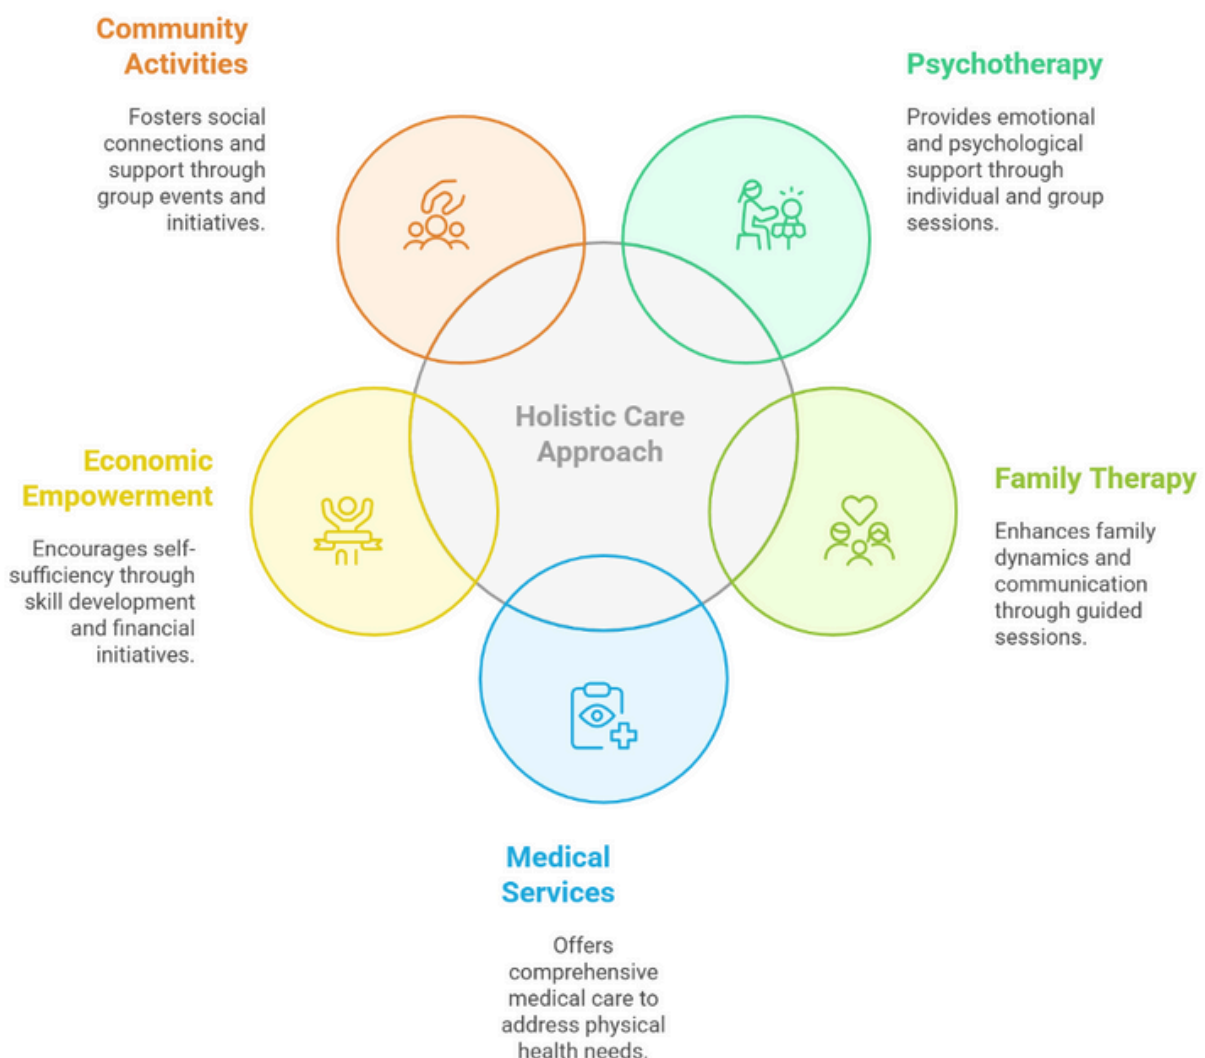 Community
Activities
Fosters social
connections and
support through
group events and
initiatives.
Psychotherapy
Provides emotional
and psychological
support through
individual and group
sessions.
Holistic Care
Approach
Economic
Empowerment
Encourages self-
sufficiency through
skill development
and financial
initiatives.
Family Therapy
Enhances family
dynamics and
communication
through guided
sessions.
Medical
Services
Offers
comprehensive
medical care to
address physical
health needs.